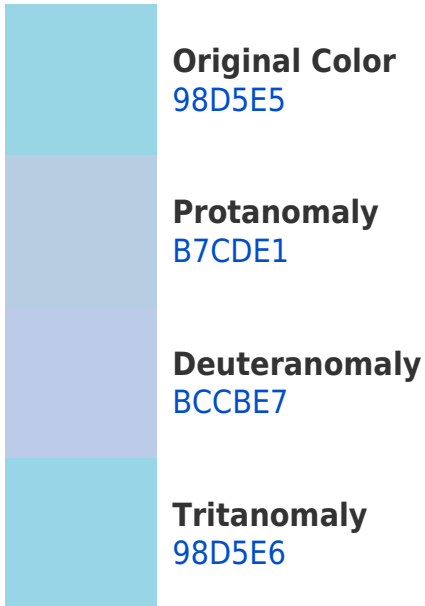 Original Color
98D5E5
Protanomaly
B7CDE1
Deuteranomaly
BCCBE7
Tritanomaly
98D5E6